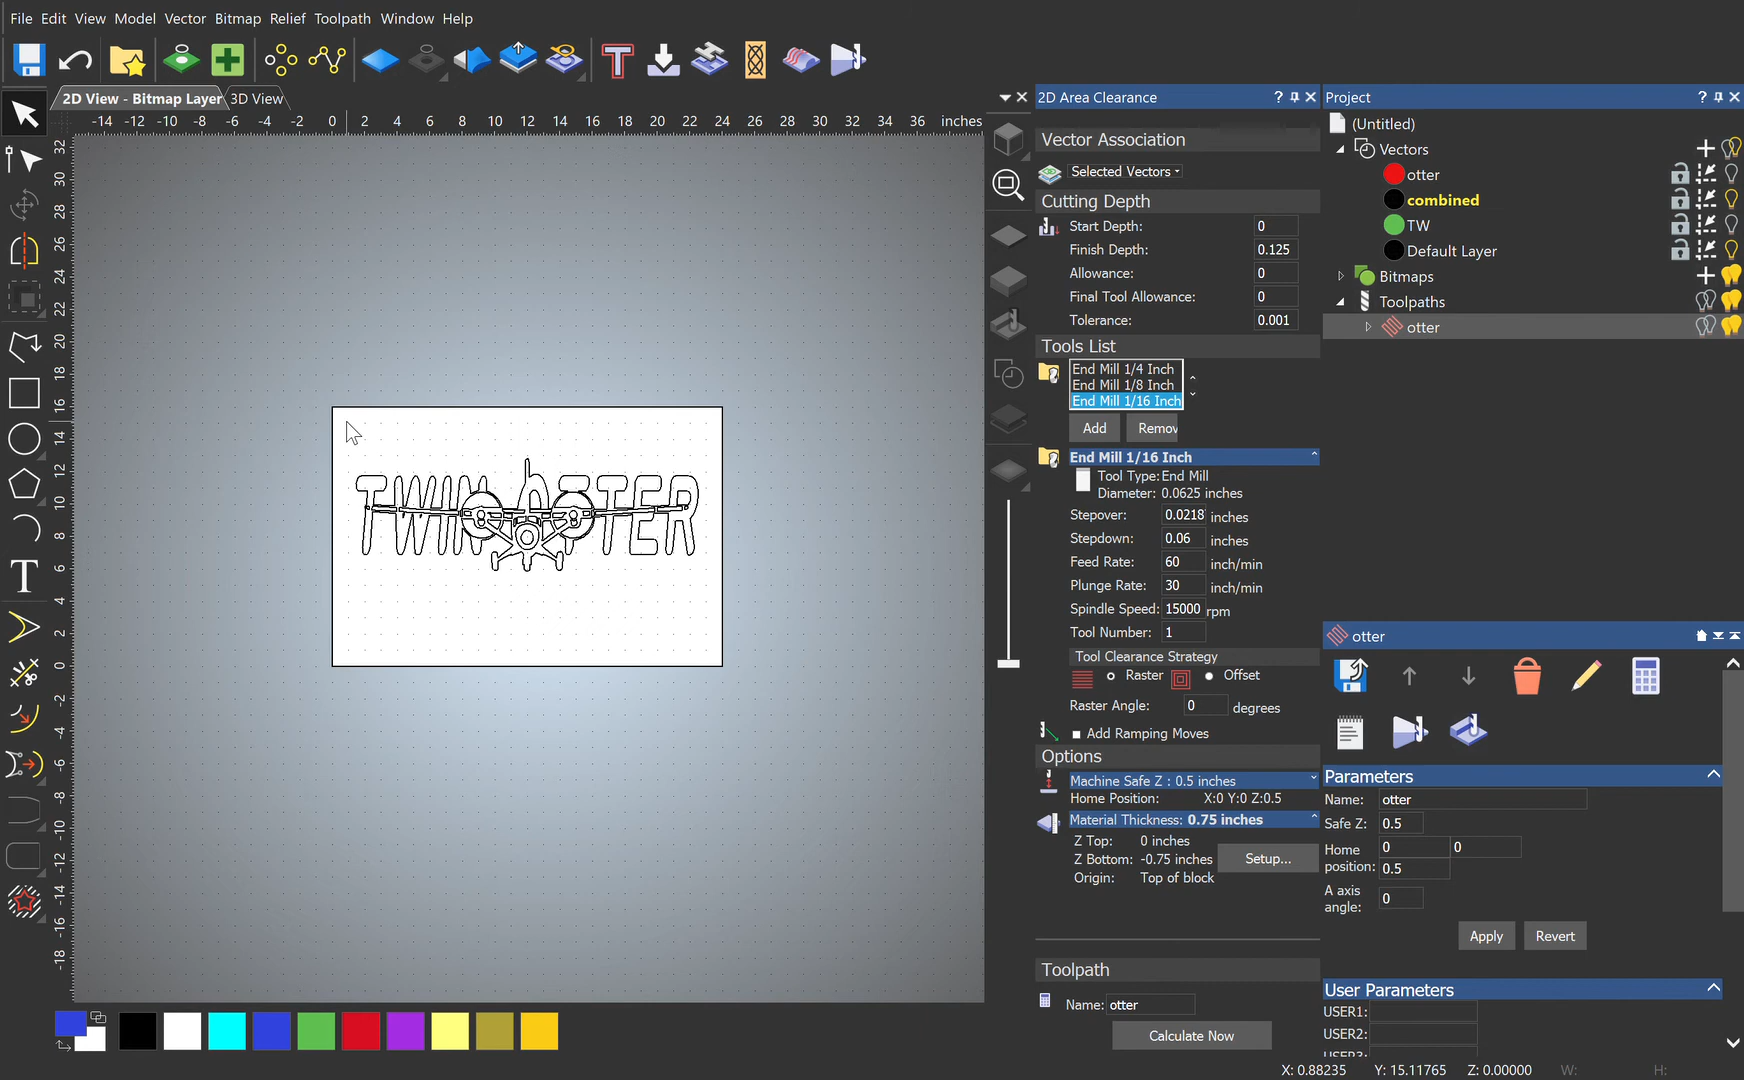 File Edit View Model Vector Bitmap Relief Toolpath Window Help
2D View - Bitmap Layer 3D View
-14 -12 -10 -8 -6 -4 -2 0 2 4 6 8 10 12 14 16 18 20 22 24 26 28 30 32 34 36 inches
32
30
28
26
24
22
20
18
16
14
12
10
8
6
4
2
0
-2
-4
-6
-8
-10
-12
-14
-16
-18
TWIN OTTER
2D Area Clearance ?
Vector Association
Selected Vectors
Cutting Depth
Start Depth: 0
Finish Depth: 0.125
Allowance: 0
Final Tool Allowance: 0
Tolerance: 0.001
Tools List
End Mill 1/4 Inch
End Mill 1/8 Inch
End Mill 1/16 Inch
Add Remov
End Mill 1/16 Inch
Tool Type: End Mill
Diameter: 0.0625 inches
Stepover: 0.0218 inches
Stepdown: 0.06 inches
Feed Rate: 60 inch/min
Plunge Rate: 30 inch/min
Spindle Speed: 15000 rpm
Tool Number: 1
Tool Clearance Strategy
Raster Offset
Raster Angle: 0 degrees
Add Ramping Moves
Options
Machine Safe Z : 0.5 inches
Home Position: X:0 Y:0 Z:0.5
Material Thickness: 0.75 inches
Z Top: 0 inches
Z Bottom: -0.75 inches
Setup...
Origin: Top of block
Toolpath
Name: otter
Calculate Now
Project ?
(Untitled)
Vectors
otter
combined
TW
Default Layer
Bitmaps
Toolpaths
otter
otter
Parameters
Name: otter
Safe Z: 0.5
Home position: 0 0
0.5
A axis angle: 0
Apply Revert
User Parameters
USER1:
USER2:
USER3:
X: 0.88235 Y: 15.11765 Z: 0.00000 W: H: